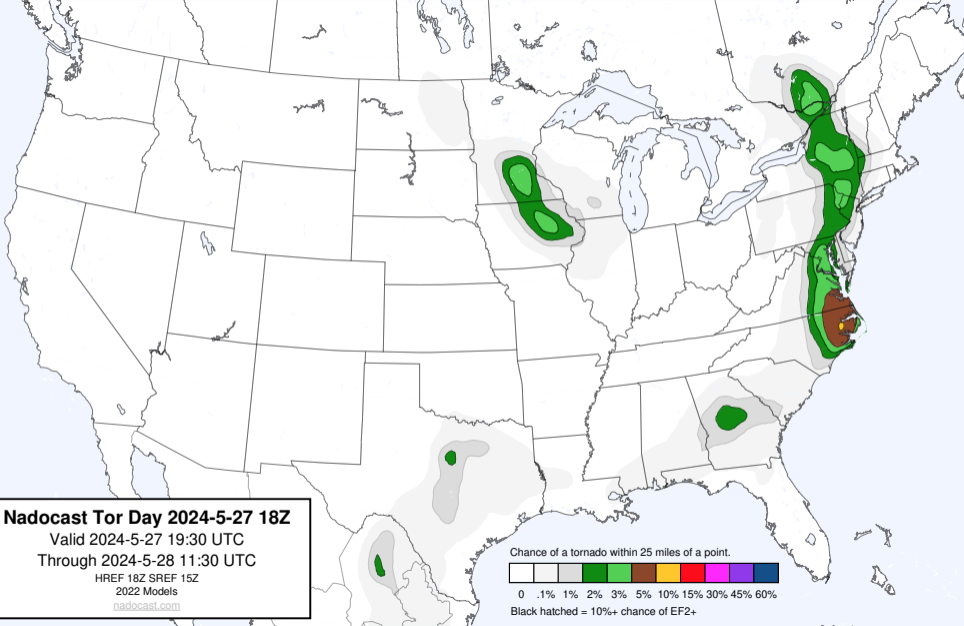 Nadocast Tor Day 2024-5-27 18Z
Valid 2024-5-27 19:30 UTC
Through 2024-5-28 11:30 UTC
HREF 18Z SREF 15Z
2022 Models
nadocast.com
Chance of a tornado within 25 miles of a point.
0 .1% 1% 2% 3% 5% 10% 15% 30% 45% 60%
Black hatched = 10%+ chance of EF2+